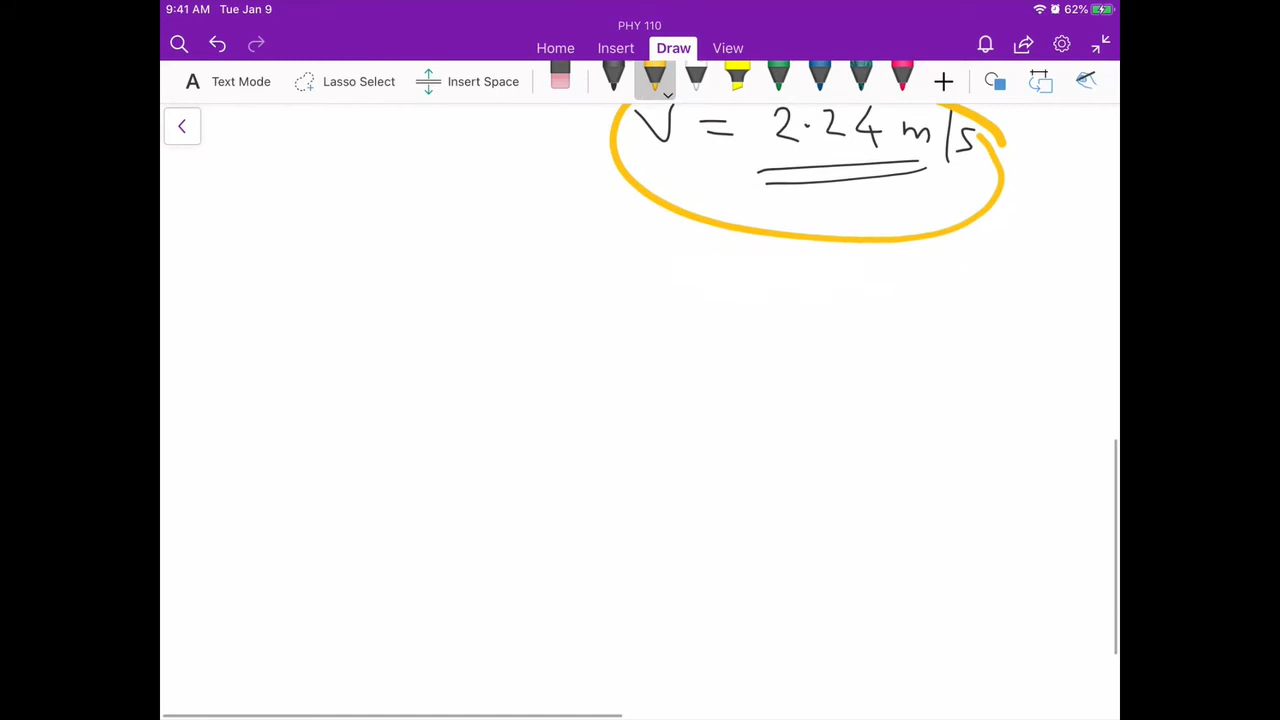 9:41 AM Tue Jan 9 62%
PHY 110
Home Insert Draw View
A Text Mode Lasso Select Insert Space
V = 2.24 m/s